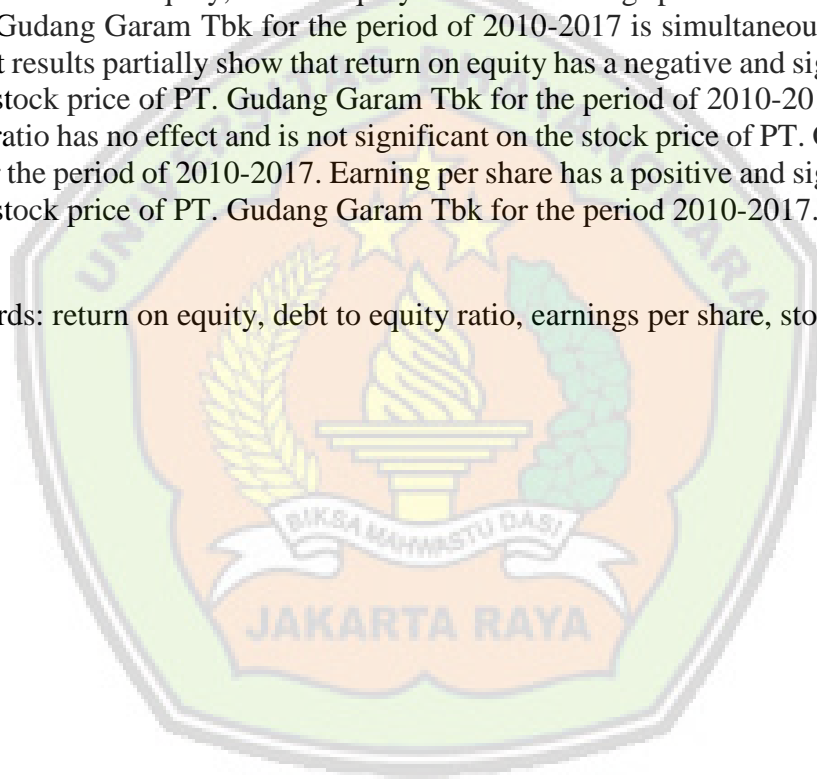 Gudang Garam Tbk for the period of 2010-2017 is simultaneou
t results partially show that return on equity has a negative and sig
stock price of PT. Gudang Garam Tbk for the period of 2010-20
ratio has no effect and is not significant on the stock price of PT.
r the period of 2010-2017. Earning per share has a positive and sig
stock price of PT. Gudang Garam Tbk for the period 2010-2017.
rds: return on equity, debt to equity ratio, earnings per share, sto
UNIVERSITAS BHAYANGKARA
BIKSA MAHWASTU DASI
JAKARTA RAYA